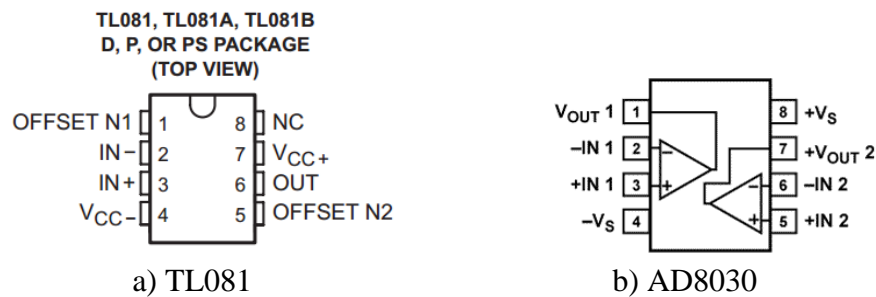 TL081, TL081A, TL081B
D, P, OR PS PACKAGE
(TOP VIEW)
OFFSET N1 1 8 NC
IN− 2 7 VCC+
IN+ 3 6 OUT
VCC− 4 5 OFFSET N2
a) TL081
VOUT 1 1 8 +VS
−IN 1 2 − 7 +VOUT 2
+IN 1 3 + − 6 −IN 2
−VS 4 + 5 +IN 2
b) AD8030